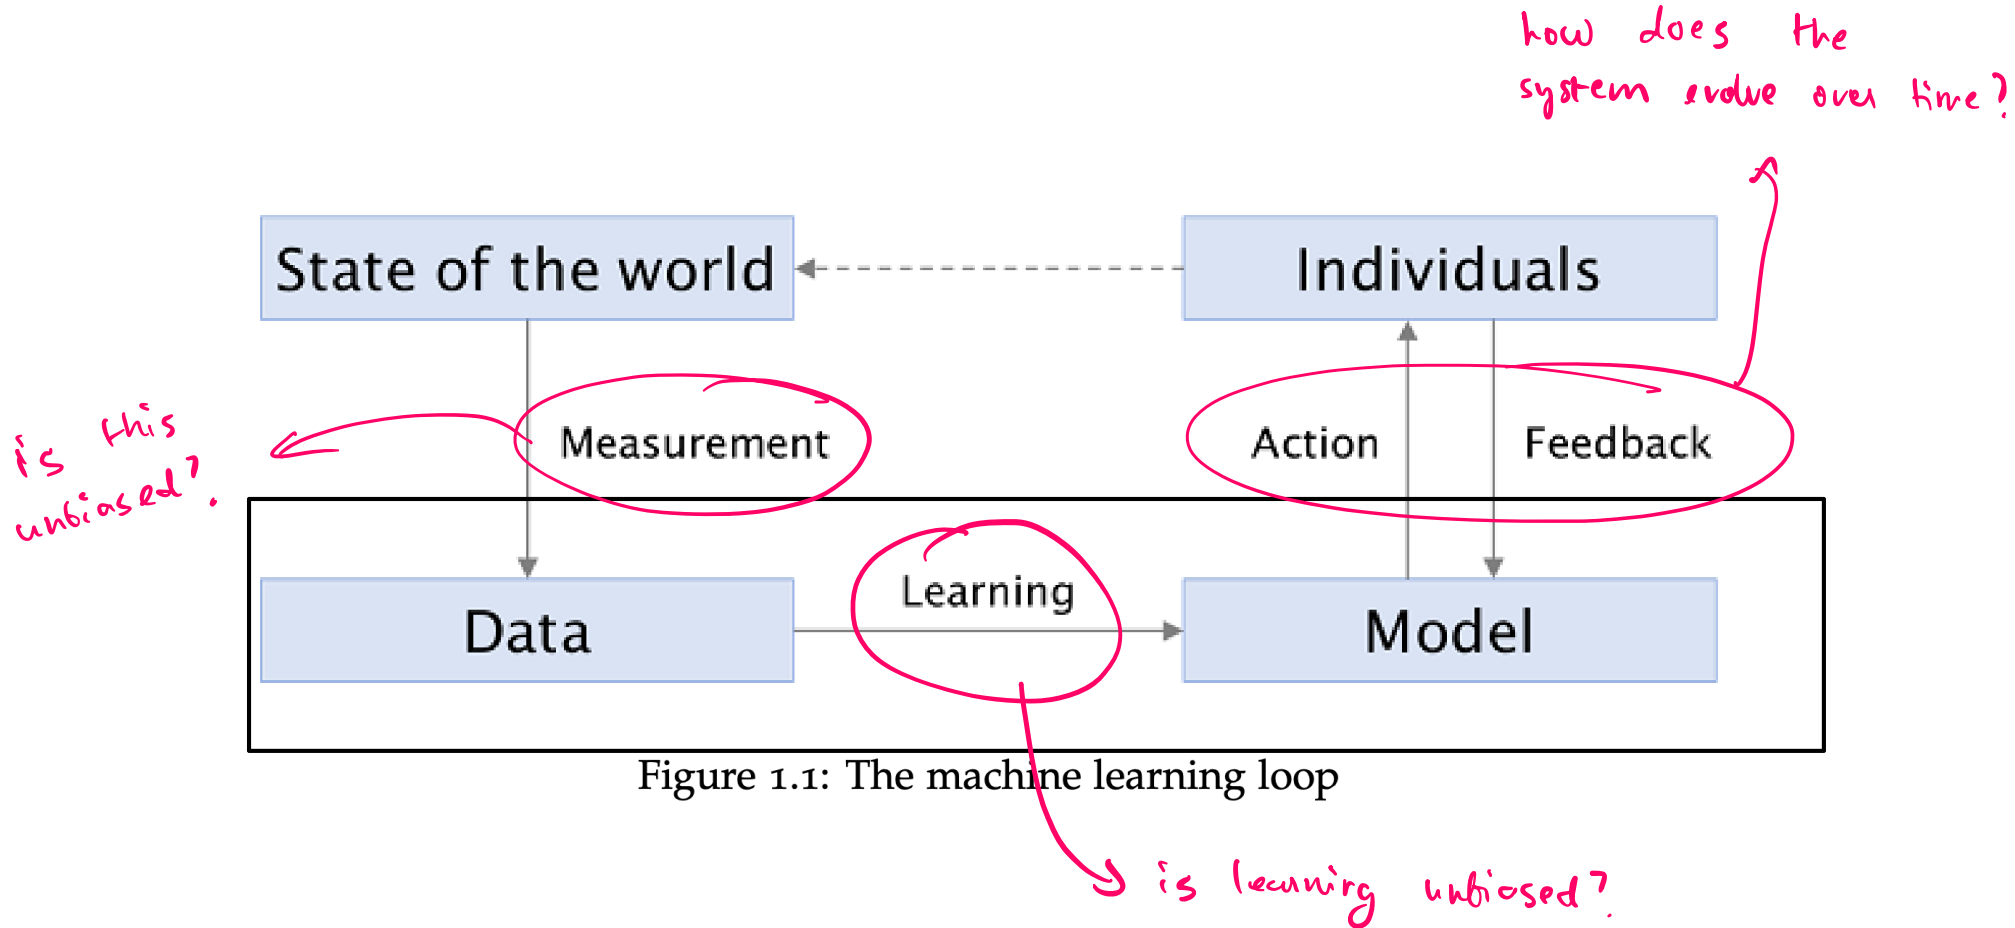 how does the
system evolve over time?
State of the world
Individuals
is this
unbiased?
Measurement
Action
Feedback
Learning
Data
Model
Figure 1.1: The machine learning loop
is learning unbiased?